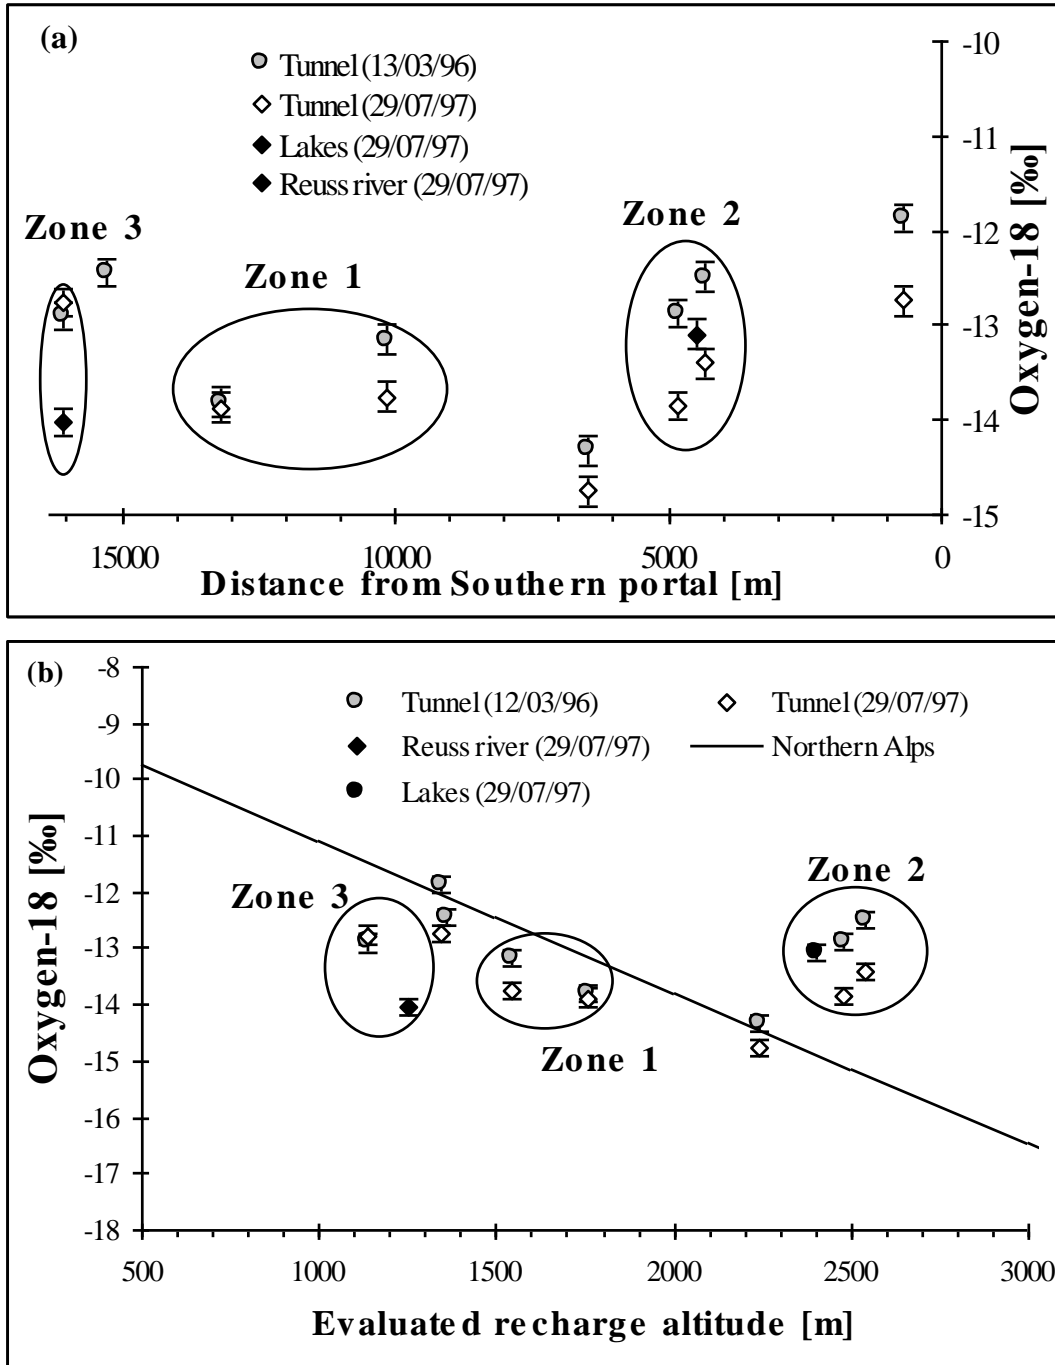 (a)
Tunnel (13/03/96)
Tunnel (29/07/97)
Lakes (29/07/97)
Reuss river (29/07/97)
Zone 3
Zone 1
Zone 2
-10
-11
-12
-13
-14
-15
Oxygen-18 [‰]
15000 10000 5000 0
Distance from Southern portal [m]
(b)
-8
-9
-10
-11
-12
-13
-14
-15
-16
-17
-18
Oxygen-18 [‰]
Tunnel (12/03/96) Tunnel (29/07/97)
Reuss river (29/07/97) Northern Alps
Lakes (29/07/97)
Zone 3
Zone 2
Zone 1
500 1000 1500 2000 2500 3000
Evaluated recharge altitude [m]